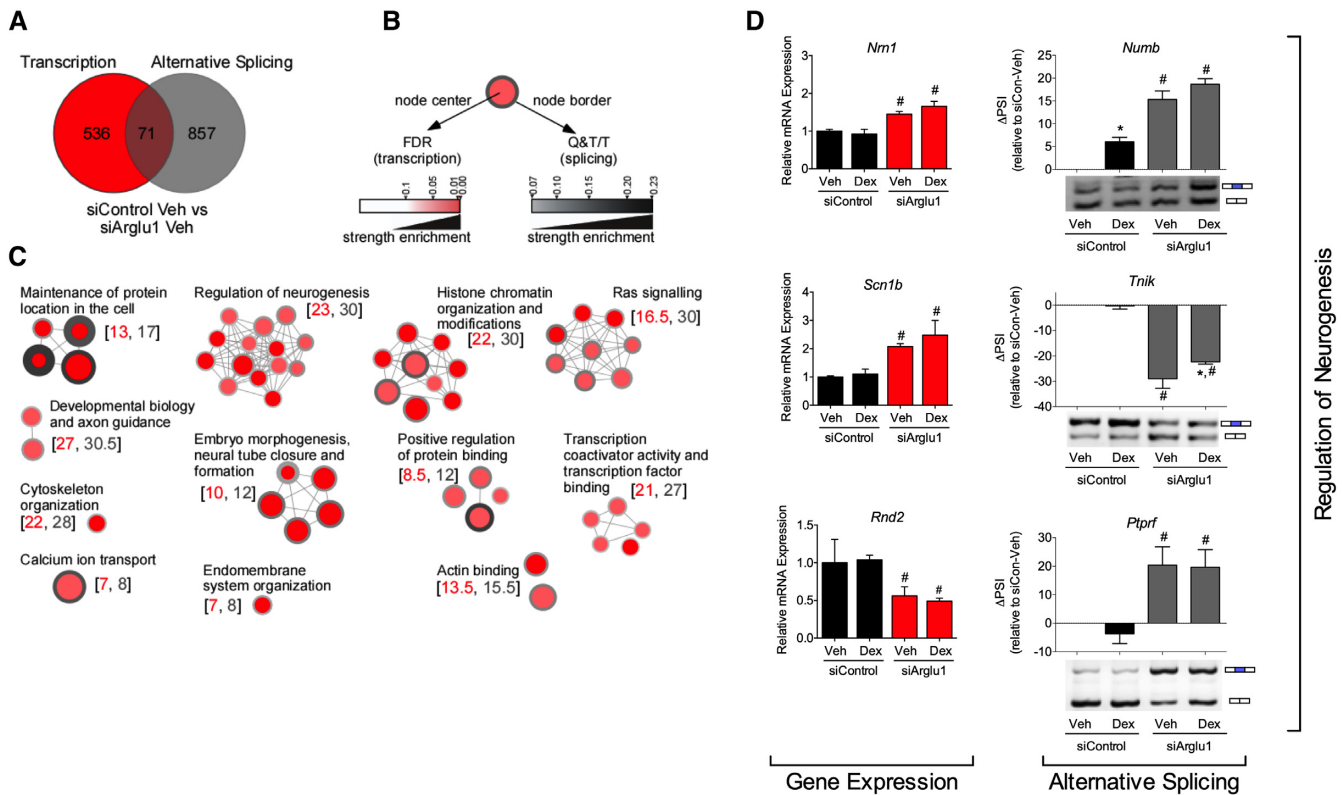 A
Transcription
Alternative Splicing
536
71
857
siControl Veh vs
siArglu1 Veh
B
node center
node border
FDR
(transcription)
Q&T/T
(splicing)
0.1
0.05
0.01
0.00
strength enrichment
0.07
0.10
0.15
0.20
0.23
strength enrichment
C
Maintenance of protein
location in the cell
[13, 17]
Regulation of neurogenesis
[23, 30]
Histone chromatin
organization and
modifications
[22, 30]
Ras signalling
[16.5, 30]
Developmental biology
and axon guidance
[27, 30.5]
Embryo morphogenesis,
neural tube closure and
formation
[10, 12]
Positive regulation
of protein binding
[8.5, 12]
Transcription
coactivator activity and
transcription factor
binding
[21, 27]
Cytoskeleton
organization
[22, 28]
Calcium ion transport
[7, 8]
Endomembrane
system organization
[7, 8]
Actin binding
[13.5, 15.5]
D
Nrn1
Relative mRNA Expression
3
2
1
0
# #
Veh Dex Veh Dex
siControl siArglu1
Numb
ΔPSI
(relative to siCon-Veh)
25
20
15
10
5
0
* # #
Veh Dex Veh Dex
siControl siArglu1
Scn1b
Relative mRNA Expression
4
3
2
1
0
# #
Veh Dex Veh Dex
siControl siArglu1
Tnik
ΔPSI
(relative to siCon-Veh)
0
-10
-20
-30
-40
# *,#
Veh Dex Veh Dex
siControl siArglu1
Rnd2
Relative mRNA Expression
1.5
1.0
0.5
0.0
# #
Veh Dex Veh Dex
siControl siArglu1
Ptprf
ΔPSI
(relative to siCon-Veh)
30
20
10
0
-10
# #
Veh Dex Veh Dex
siControl siArglu1
Gene Expression
Alternative Splicing
Regulation of Neurogenesis